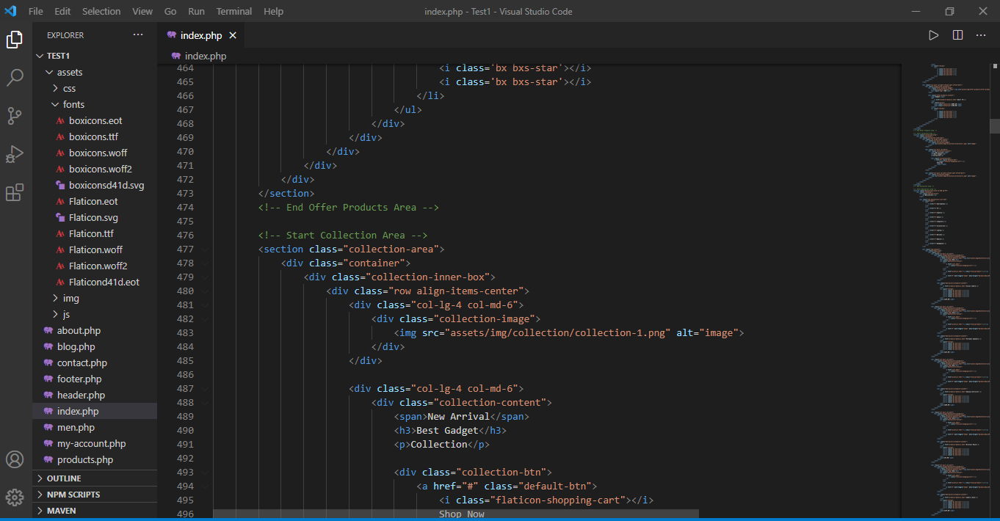 File Edit Selection View Go Run Terminal Help
index.php - Test1 - Visual Studio Code
EXPLORER
TEST1
assets
css
fonts
boxicons.eot
boxicons.ttf
boxicons.woff
boxicons.woff2
boxiconsd41d.svg
Flaticon.eot
Flaticon.svg
Flaticon.ttf
Flaticon.woff
Flaticon.woff2
Flaticond41d.eot
img
js
about.php
blog.php
contact.php
footer.php
header.php
index.php
men.php
my-account.php
products.php
OUTLINE
NPM SCRIPTS
MAVEN
index.php
index.php
464 <i class='bx bxs-star'></i>
465 <i class='bx bxs-star'></i>
466 </li>
467 </ul>
468 </div>
469 </div>
470 </div>
471 </div>
472 </div>
473 </section>
474 <!-- End Offer Products Area -->
475
476 <!-- Start Collection Area -->
477 <section class="collection-area">
478 <div class="container">
479 <div class="collection-inner-box">
480 <div class="row align-items-center">
481 <div class="col-lg-4 col-md-6">
482 <div class="collection-image">
483 <img src="assets/img/collection/collection-1.png" alt="image">
484 </div>
485 </div>
486
487 <div class="col-lg-4 col-md-6">
488 <div class="collection-content">
489 <span>New Arrival</span>
490 <h3>Best Gadget</h3>
491 <p>Collection</p>
492
493 <div class="collection-btn">
494 <a href="#" class="default-btn">
495 <i class="flaticon-shopping-cart"></i>
496 Shop Now